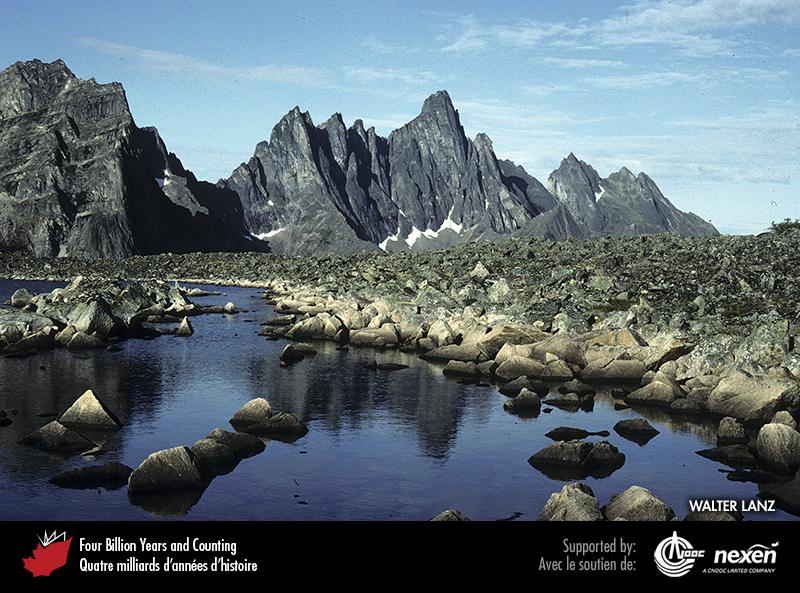 WALTER LANZ
Four Billion Years and Counting
Quatre milliards d'années d'histoire
Supported by:
Avec le soutien de:
CNOOC
nexen
A CNOOC LIMITED COMPANY